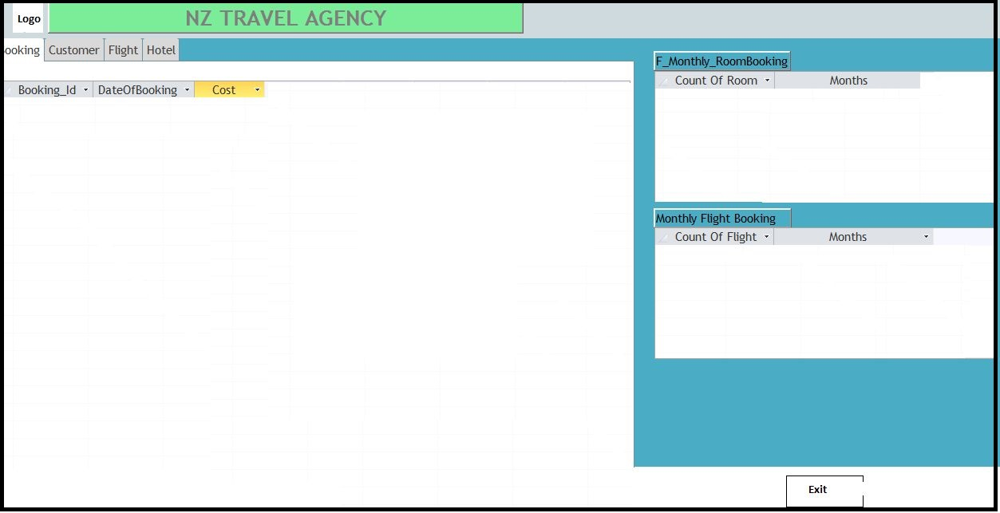 Logo
NZ TRAVEL AGENCY
ooking Customer Flight Hotel
Booking_Id DateOfBooking Cost
F_Monthly_RoomBooking
Count Of Room Months
Monthly Flight Booking
Count Of Flight Months
Exit